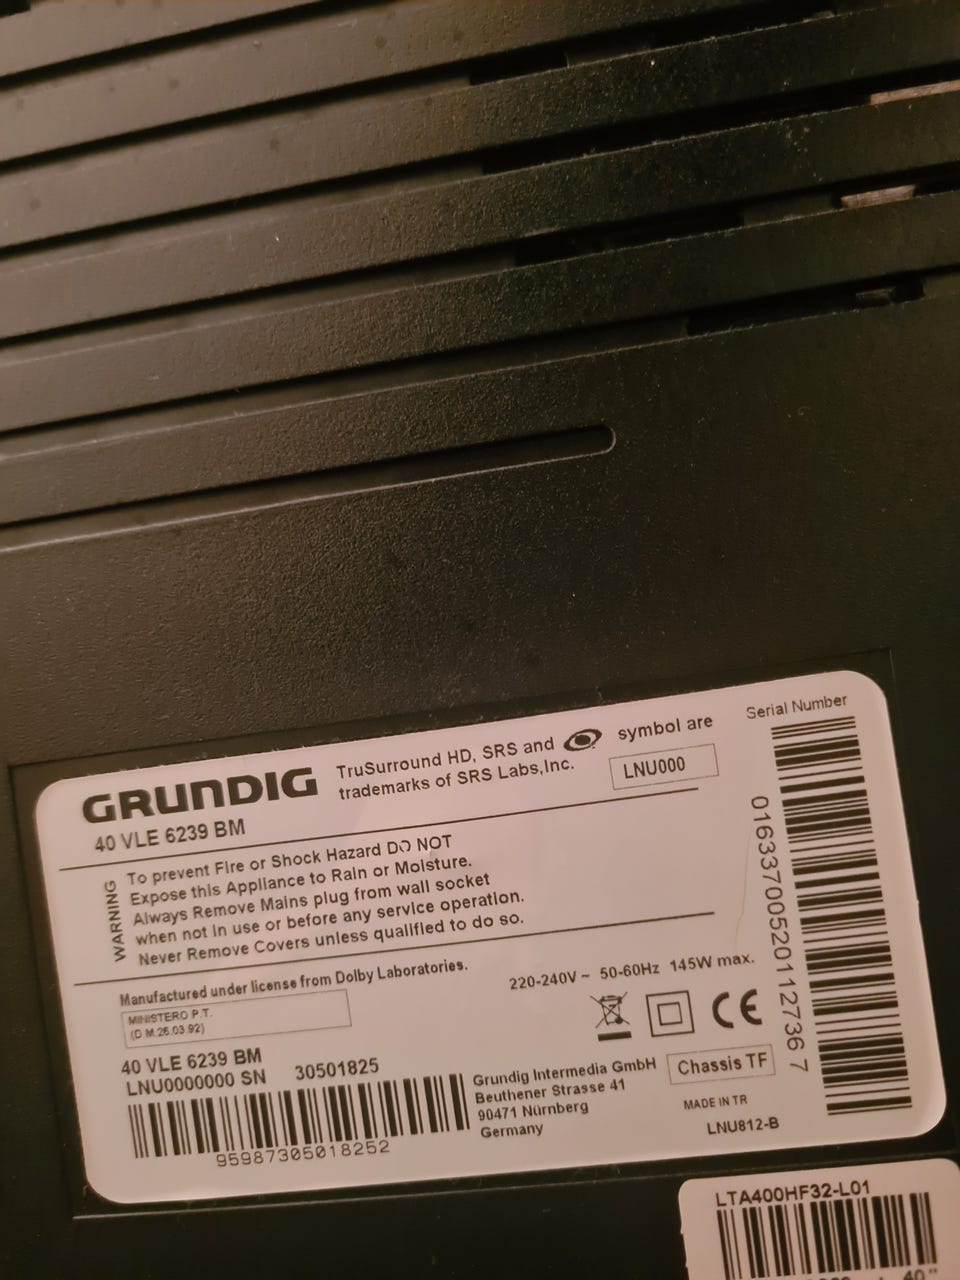 GRUNDIG
40 VLE 6239 BM
TruSurround HD, SRS and symbol are
trademarks of SRS Labs,Inc.
LNU000
Serial Number
WARNING
To prevent Fire or Shock Hazard DO NOT
Expose this Appliance to Rain or Moisture.
Always Remove Mains plug from wall socket
when not in use or before any service operation.
Never Remove Covers unless qualified to do so.
01633700520112736 7
Manufactured under license from Dolby Laboratories.
MINISTERO P.T.
(D M.26.03.92)
220-240V ~ 50-60Hz 145W max.
CE
40 VLE 6239 BM
LNU0000000 SN 30501825
95987305018252
Grundig Intermedia GmbH
Beuthener Strasse 41
90471 Nürnberg
Germany
Chassis TF
MADE IN TR
LNU812-B
LTA400HF32-L01
40"